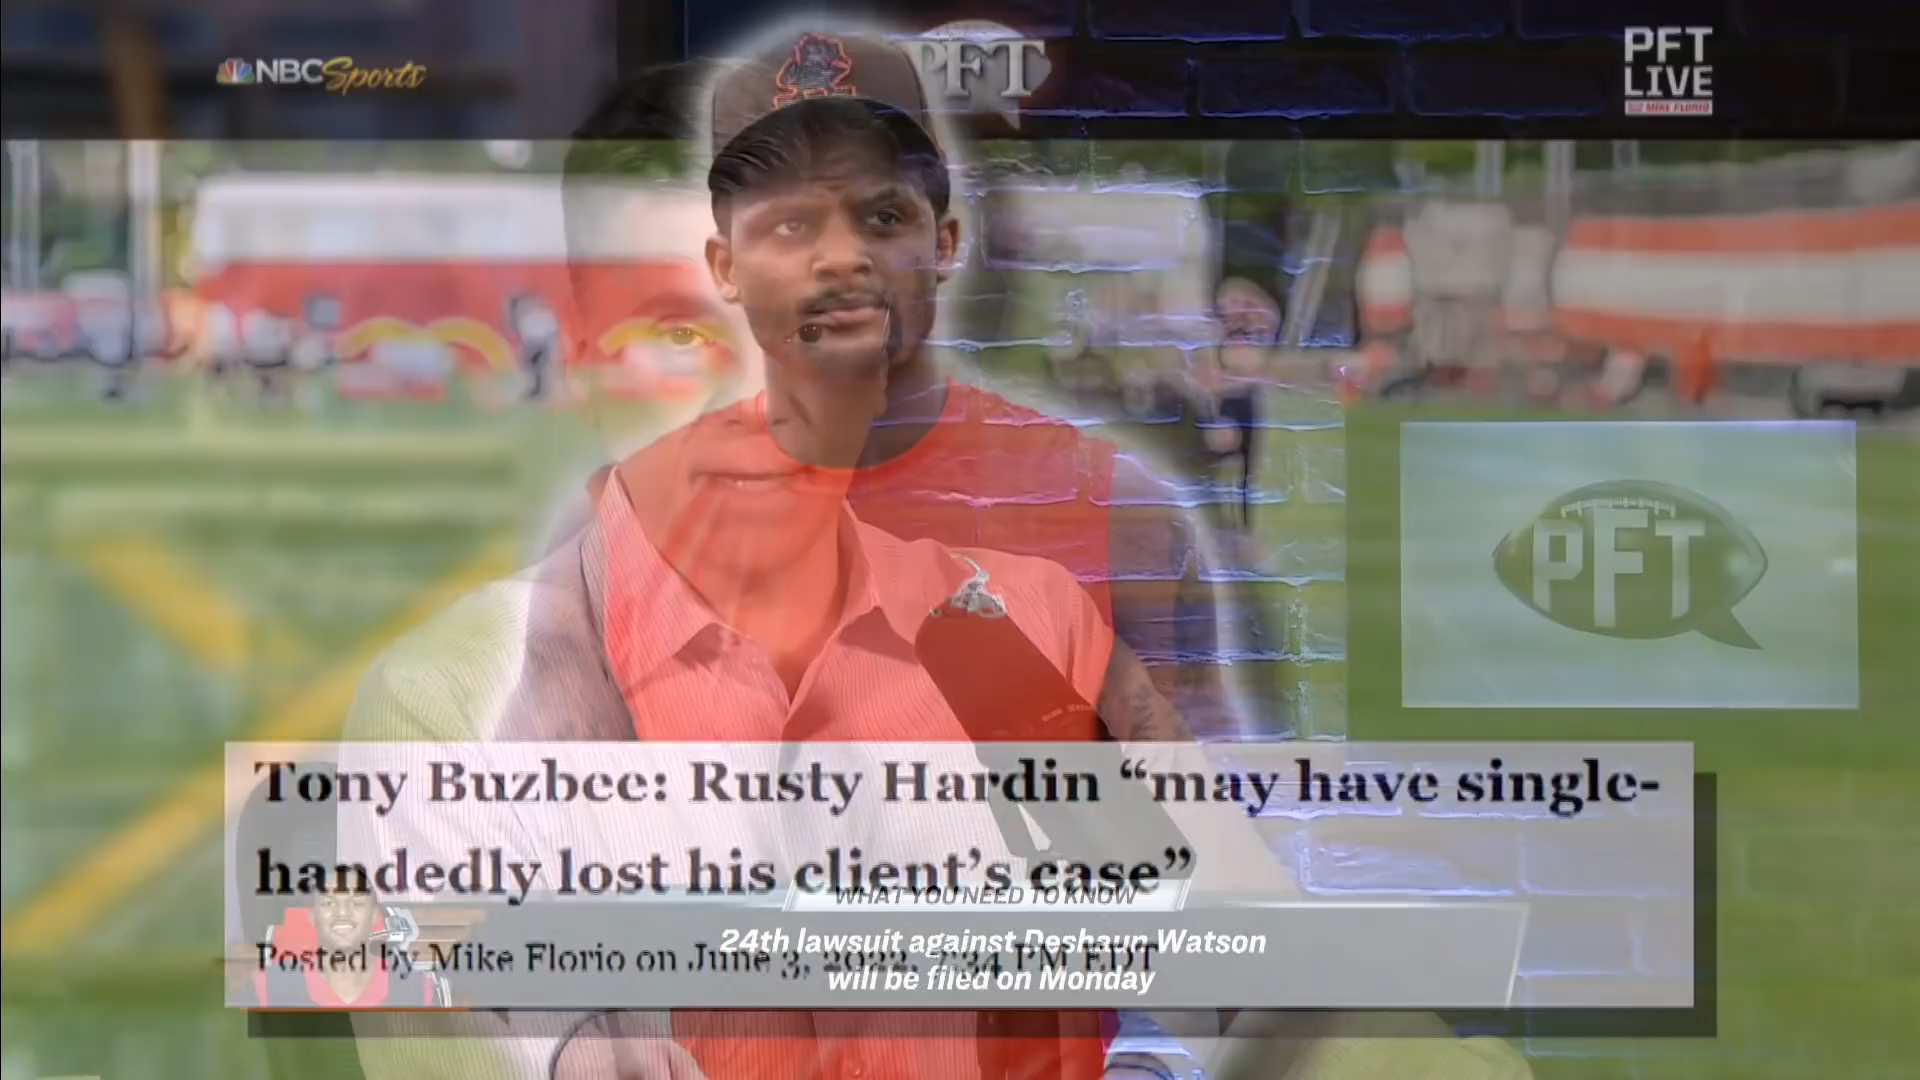 NBC Sports
PFT
PFT
LIVE
MIKE FLORIO
PFT
Tony Buzbee: Rusty Hardin “may have single-
handedly lost his client’s case”
WHAT YOU NEED TO KNOW
Posted by Mike Florio on June 3, 2022, 7:34 PM EDT
24th lawsuit against Deshaun Watson
will be filed on Monday